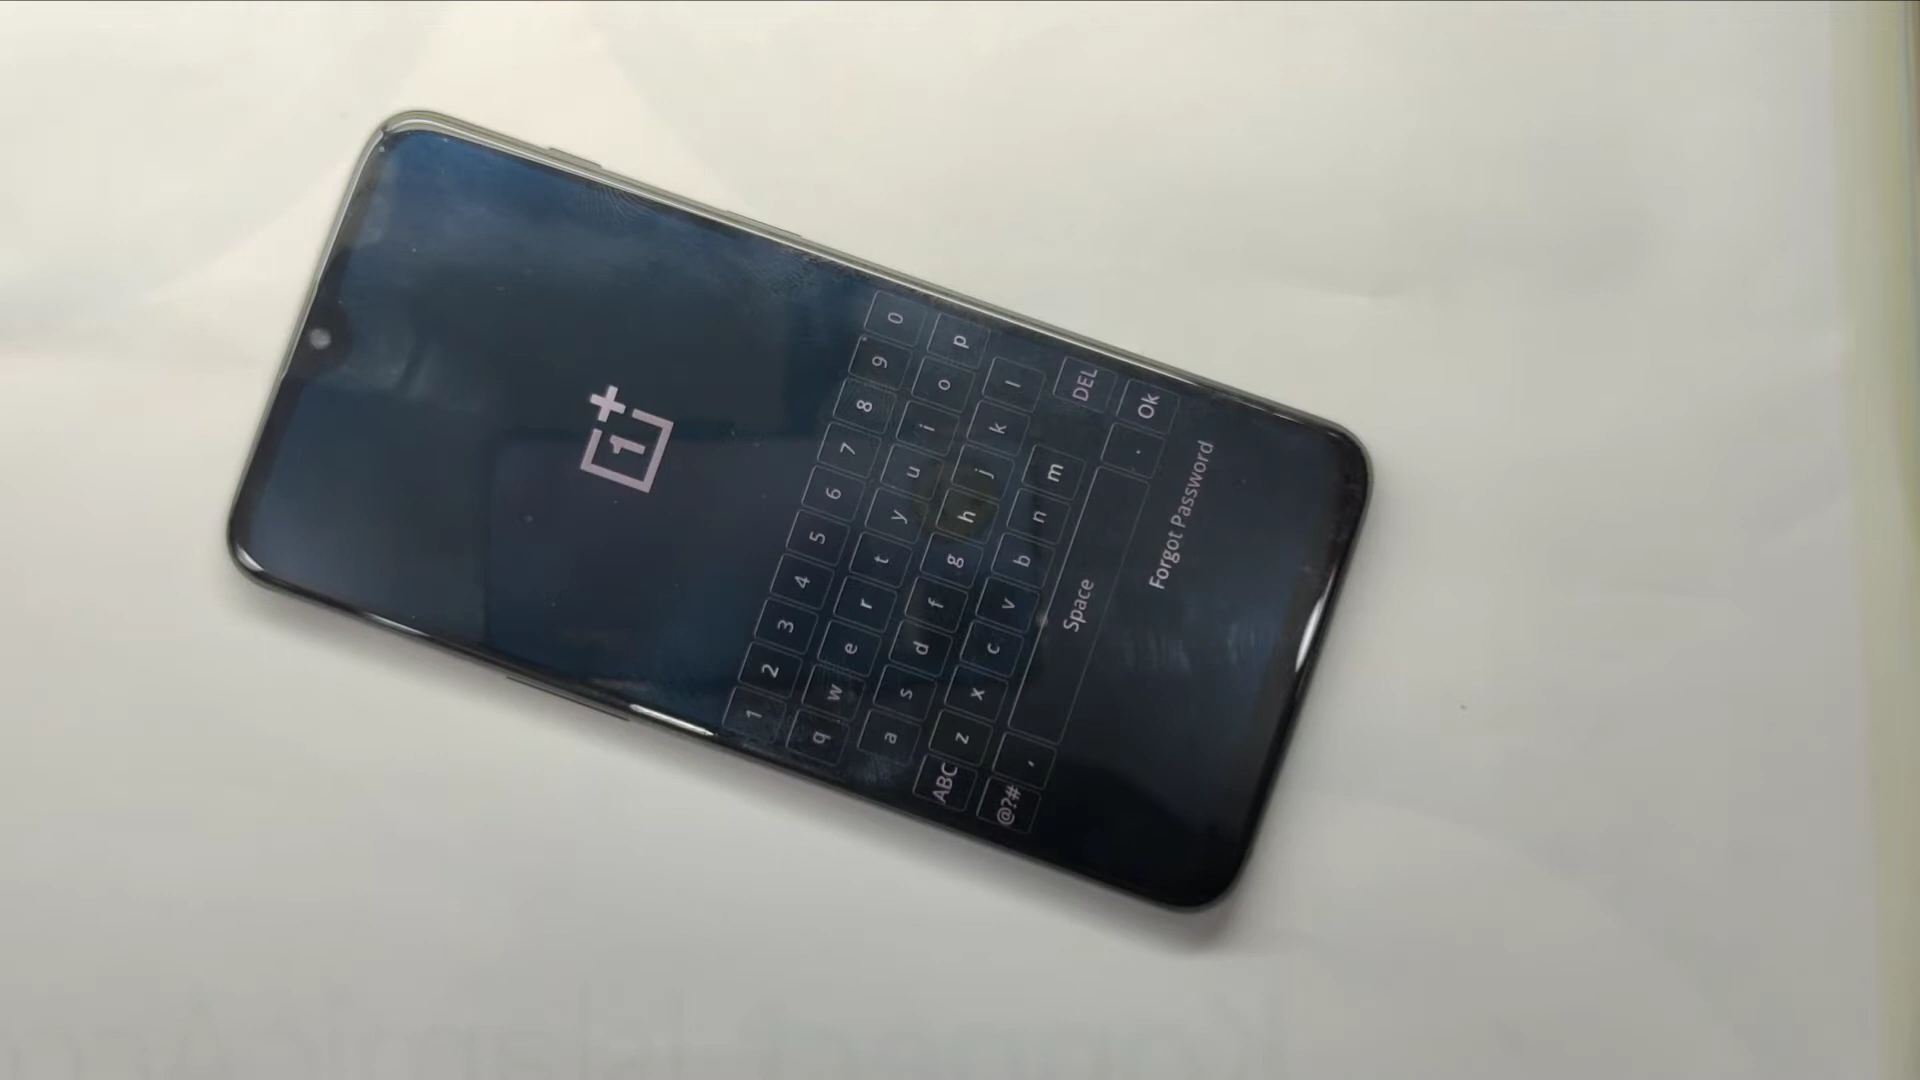 1
1 2 3 4 5 6 7 8 9 0
q w e r t y u i o p
a s d f g h j k l
ABC z x c v b n m DEL
@?# , Space . Ok
Forgot Password